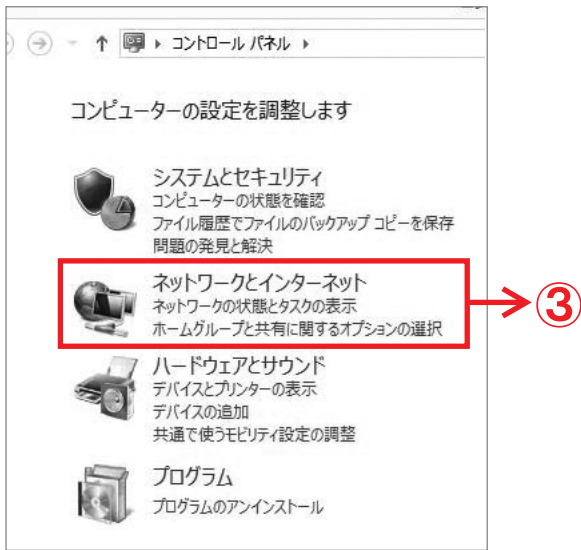 コントロール パネル
コンピューターの設定を調整します
システムとセキュリティ
コンピューターの状態を確認
ファイル履歴でファイルのバックアップ コピーを保存
問題の発見と解決
ネットワークとインターネット
ネットワークの状態とタスクの表示
ホームグループと共有に関するオプションの選択
③
ハードウェアとサウンド
デバイスとプリンターの表示
デバイスの追加
共通で使うモビリティ設定の調整
プログラム
プログラムのアンインストール